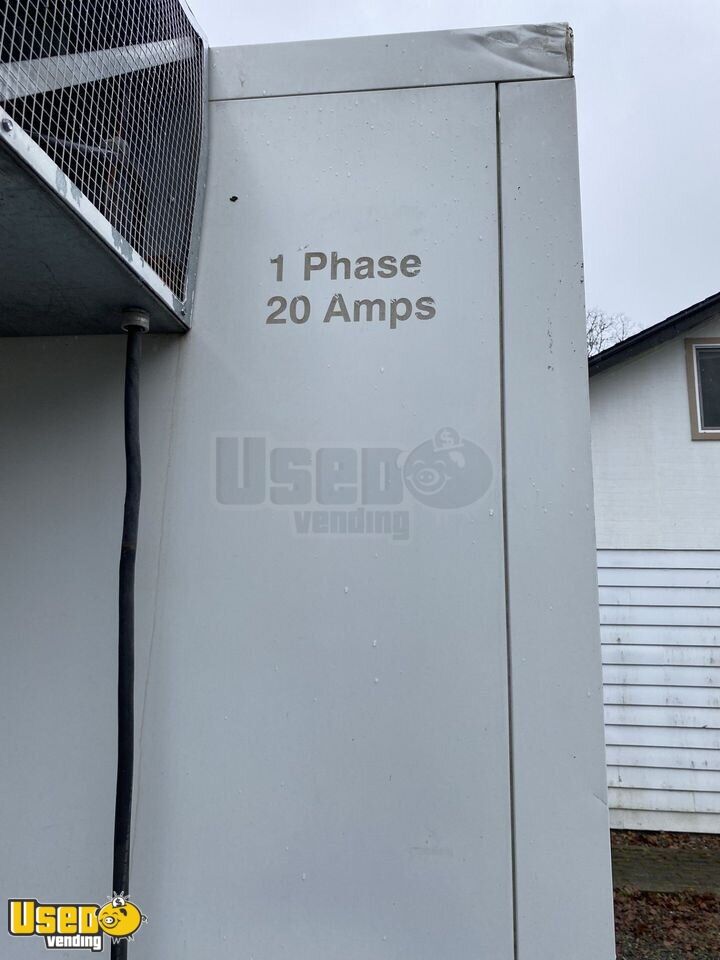 1 Phase
20 Amps
USED
vending
USED
vending